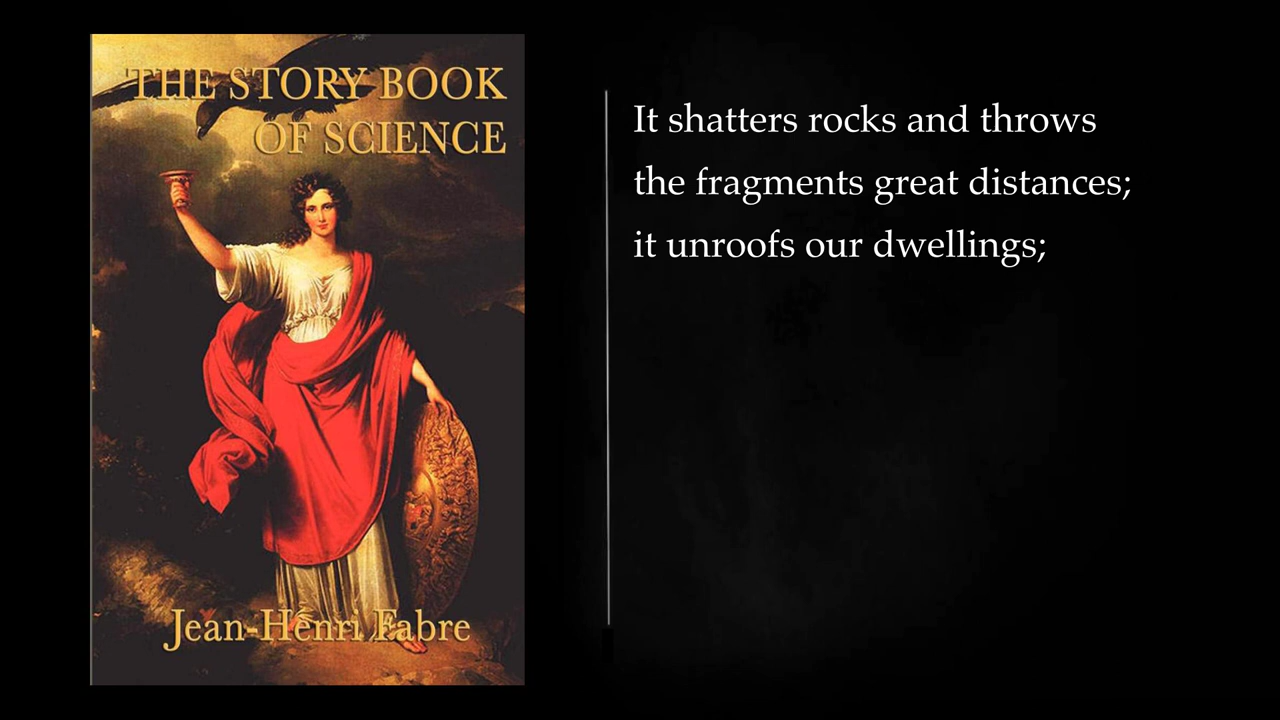 THE STORY BOOK
OF SCIENCE
Jean-Henri Fabre
It shatters rocks and throws
the fragments great distances;
it unroofs our dwellings;